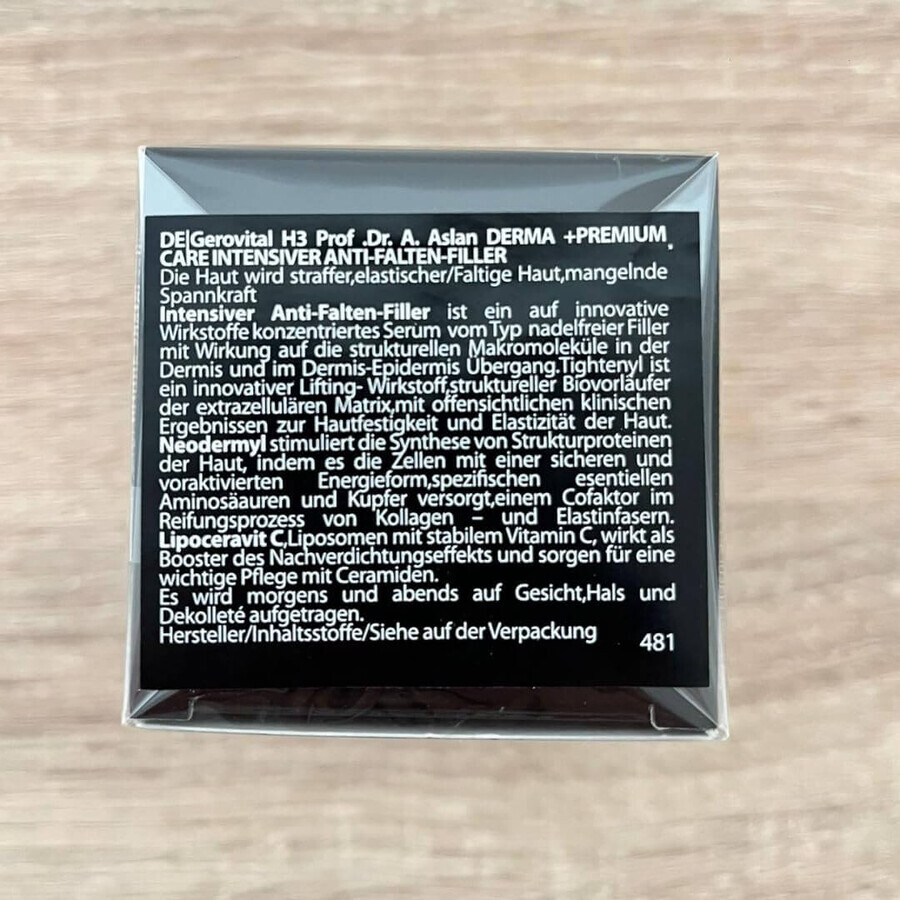 DE|Gerovital H3 Prof .Dr. A. Aslan DERMA +PREMIUM
CARE INTENSIVER ANTI-FALTEN-FILLER
Die Haut wird straffer,elastischer/Faltige Haut,mangelnde
Spannkraft
Intensiver Anti-Falten-Filler ist ein auf innovative
Wirkstoffe konzentriertes Serum vom Typ nadelfreier Filler
mit Wirkung auf die strukturellen Makromoleküle in der
Dermis und im Dermis-Epidermis Übergang.Tightenyl ist
ein innovativer Lifting- Wirkstoff,struktureller Biovorläufer
der extrazellulären Matrix,mit offensichtlichen klinischen
Ergebnissen zur Hautfestigkeit und Elastizität der Haut.
Neodermyl stimuliert die Synthese von Strukturproteinen
der Haut, indem es die Zellen mit einer sicheren und
voraktivierten Energieform,spezifischen esentiellen
Aminosäauren und Kupfer versorgt,einem Cofaktor im
Reifungsprozess von Kollagen – und Elastinfasern.
Lipoceravit C,Liposomen mit stabilem Vitamin C, wirkt als
Booster des Nachverdichtungseffekts und sorgen für eine
wichtige Pflege mit Ceramiden.
Es wird morgens und abends auf Gesicht,Hals und
Dekolleté aufgetragen.
Hersteller/Inhaltsstoffe/Siehe auf der Verpackung
481